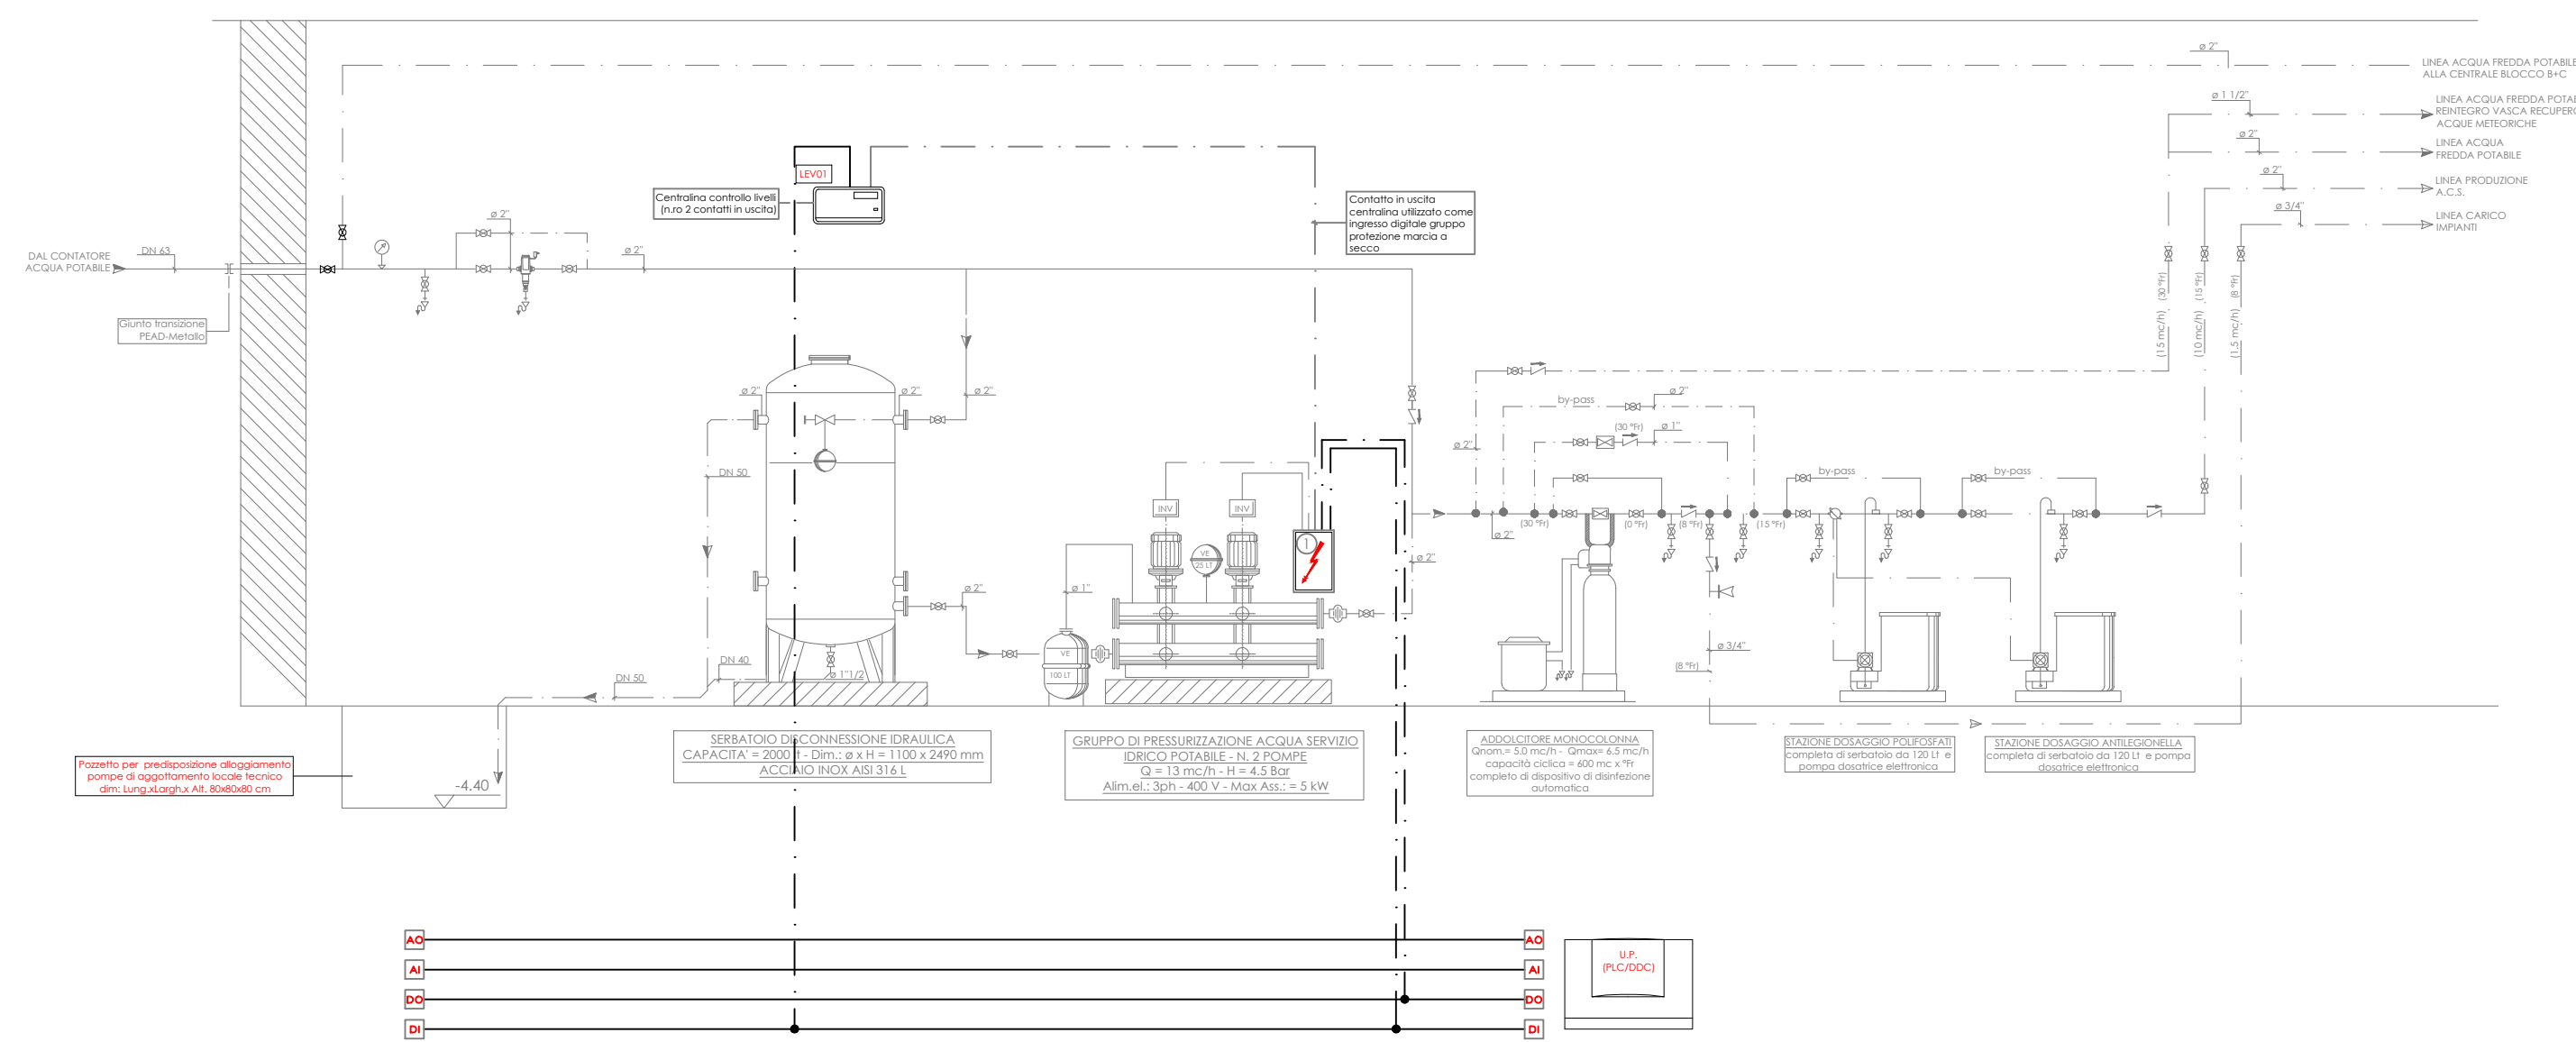 ø 2"
LINEA ACQUA FREDDA POTABILE
ALLA CENTRALE BLOCCO B+C
ø 1 1/2"
LINEA ACQUA FREDDA
REINTEGRO VASCA
ACQUE METEORICHE
ø 2"
LINEA ACQUA
FREDDA POTABILE
ø 2"
LINEA PRODUZIONE
A.C.S.
ø 3/4"
LINEA CARICO
IMPIANTI
LEV01
Centralina controllo livelli
(n.ro 2 contatti in uscita)
Contatto in uscita
centralina utilizzato come
ingresso digitale gruppo
protezione marcia a
secco
DAL CONTATORE
ACQUA POTABILE
DN 63
ø 2"
ø 2"
Giunto transizione
PEAD-Metallo
(15 mc/h) (30 °Fr)
(10 mc/h) (15 °Fr)
(1.5 mc/h) (8 °Fr)
ø 2"
ø 2"
ø 2"
by-pass
ø 2"
(30 °Fr)
ø 1"
ø 2"
DN 50
by-pass
by-pass
INV
INV
(30 °Fr)
(0 °Fr)
(8 °Fr)
(15 °Fr)
ø 2"
1
VE
25 LT
ø 2"
ø 1"
ø 2"
VE
100 LT
DN 40
ø 1"1/2
DN 50
ø 3/4"
(8 °Fr)
SERBATOIO DISCONNESSIONE IDRAULICA
CAPACITA' = 2000 lt - Dim.: ø x H = 1100 x 2490 mm
ACCIAIO INOX AISI 316 L
GRUPPO DI PRESSURIZZAZIONE ACQUA SERVIZIO
IDRICO POTABILE - N. 2 POMPE
Q = 13 mc/h - H = 4.5 Bar
Alim.el.: 3ph - 400 V - Max Ass.: = 5 kW
ADDOLCITORE MONOCOLONNA
Qnom.= 5.0 mc/h - Qmax= 6.5 mc/h
capacità ciclica = 600 mc x °Fr
completo di dispositivo di disinfezione
automatica
STAZIONE DOSAGGIO POLIFOSFATI
completa di serbatoio da 120 Lt e
pompa dosatrice elettronica
STAZIONE DOSAGGIO ANTILEGIONELLA
completa di serbatoio da 120 Lt e pompa
dosatrice elettronica
Pozzetto per predisposizione alloggiamento
pompe di aggottamento locale tecnico
dim: Lung.xLargh.x Alt. 80x80x80 cm
-4.40
AO
AO
AI
AI
DO
DO
DI
DI
U.P.
(PLC/DDC)